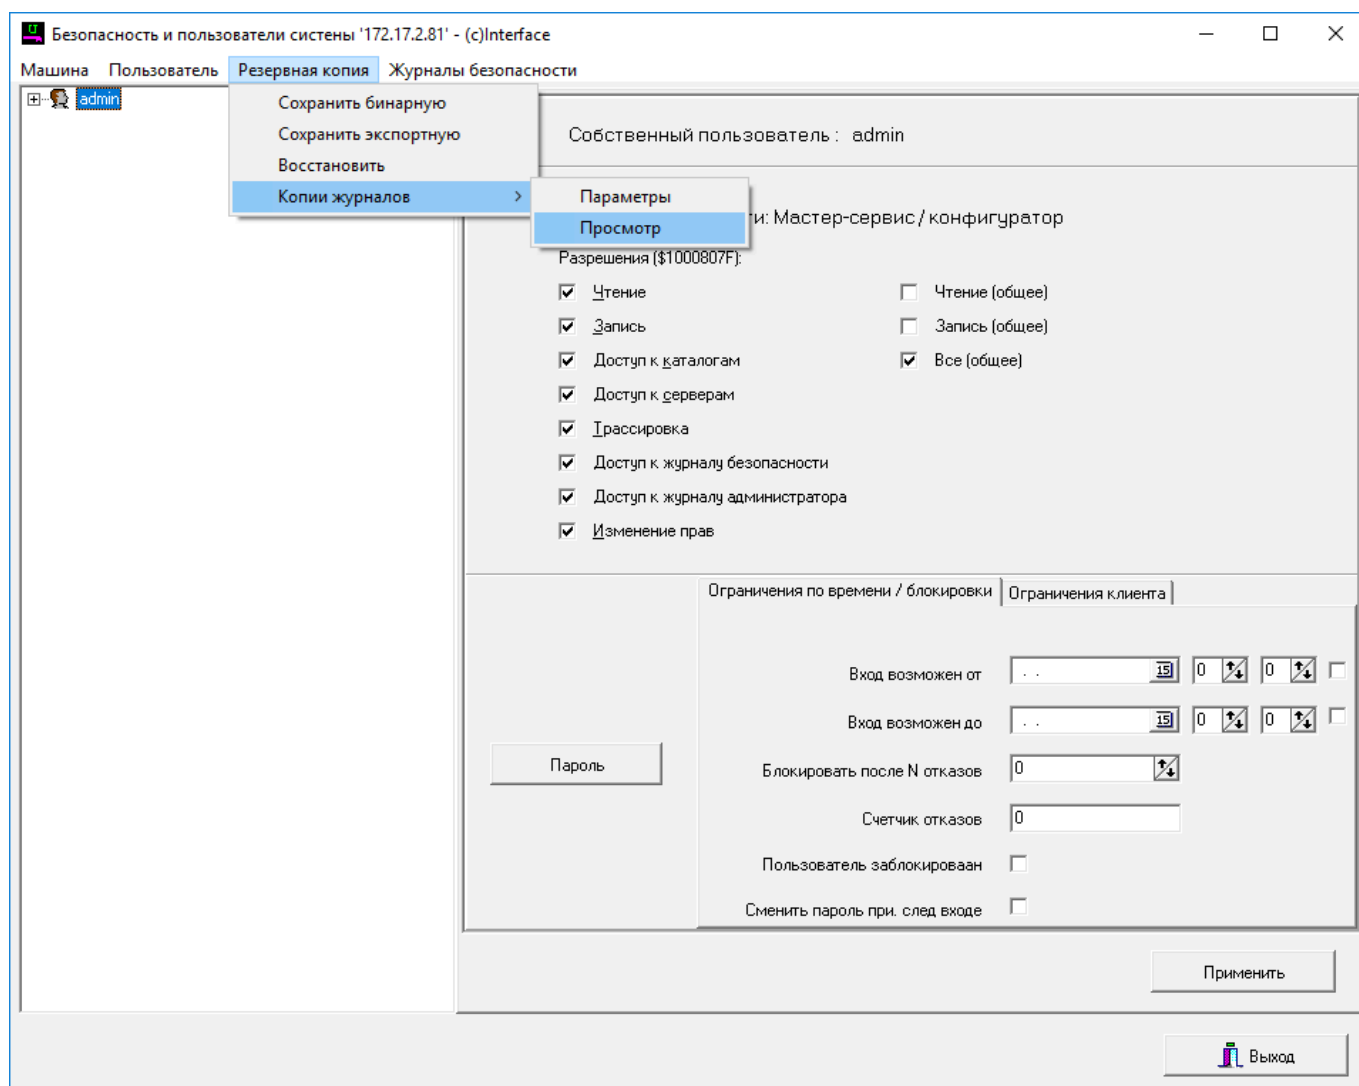 Безопасность и пользователи системы '172.17.2.81' - (c)Interface
Машина Пользователь Резервная копия Журналы безопасности
admin
Сохранить бинарную
Сохранить экспортную
Восстановить
Копии журналов
Параметры
Просмотр
Собственный пользователь : admin
и: Мастер-сервис / конфигуратор
Разрешения ($1000807F):
Чтение Чтение (общее)
Запись Запись (общее)
Доступ к каталогам Все (общее)
Доступ к серверам
Трассировка
Доступ к журналу безопасности
Доступ к журналу администратора
Изменение прав
Ограничения по времени / блокировки Ограничения клиента
Вход возможен от . . 15 0 0
Вход возможен до . . 15 0 0
Пароль
Блокировать после N отказов 0
Счетчик отказов 0
Пользователь заблокироваан
Сменить пароль при. след входе
Применить
Выход